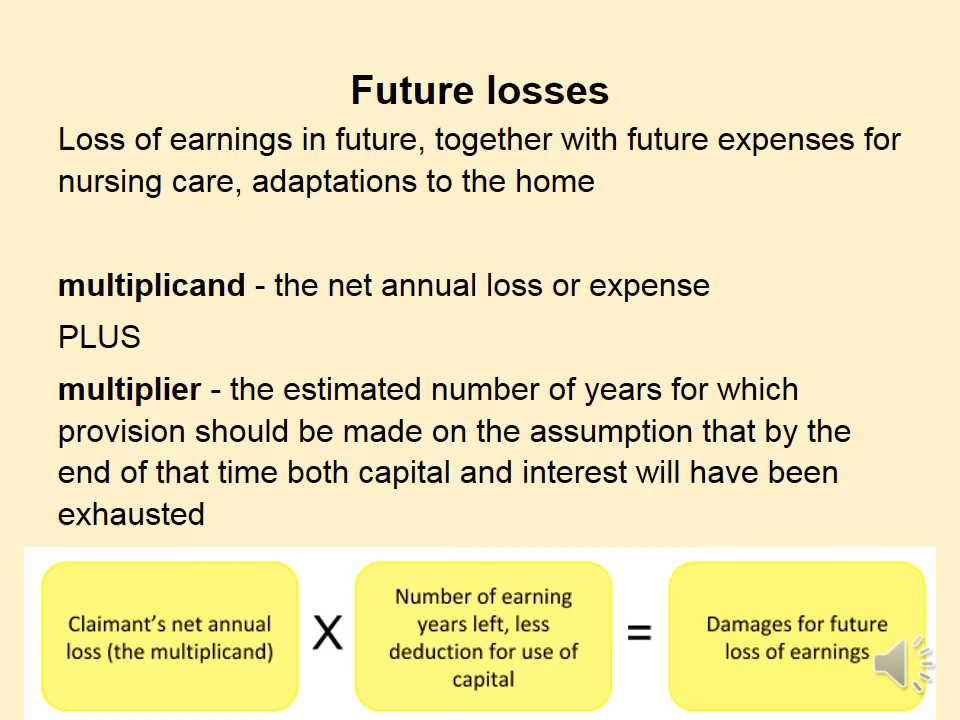 Future losses
Loss of earnings in future, together with future expenses for
nursing care, adaptations to the home
multiplicand - the net annual loss or expense
PLUS
multiplier - the estimated number of years for which
provision should be made on the assumption that by the
end of that time both capital and interest will have been
exhausted
Claimant's net annual
loss (the multiplicand)
X
Number of earning
years left, less
deduction for use of
capital
=
Damages for future
loss of earnings